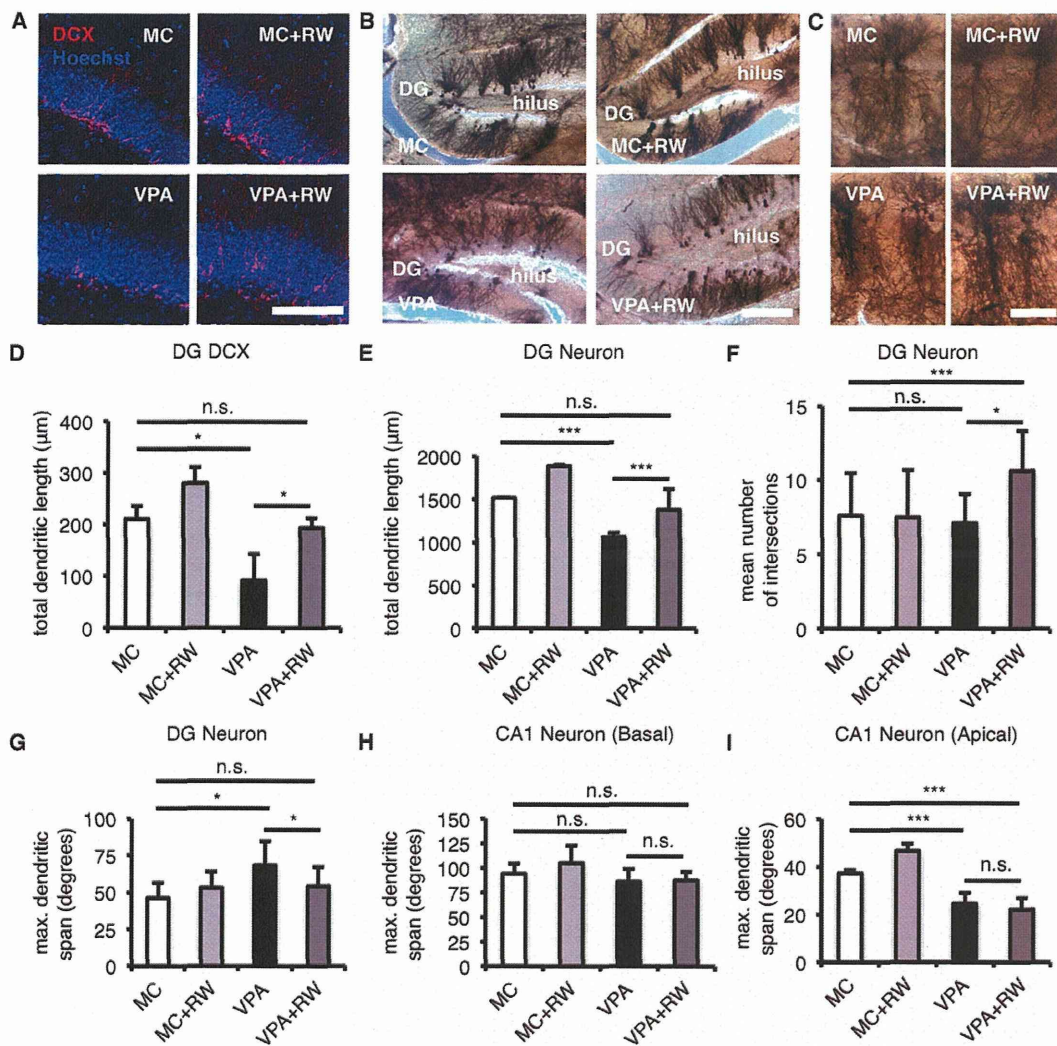 A
DCX
Hoechst
MC
MC+RW
VPA
VPA+RW
B
DG
hilus
MC
DG
hilus
MC+RW
DG
hilus
VPA
DG
hilus
VPA+RW
C
MC
MC+RW
VPA
VPA+RW
D
DG DCX
n.s.
*
*
total dendritic length (µm)
400
300
200
100
0
MC
MC+RW
VPA
VPA+RW
E
DG Neuron
n.s.
***
***
total dendritic length (µm)
2000
1500
1000
500
0
MC
MC+RW
VPA
VPA+RW
F
DG Neuron
***
n.s.
*
mean number
of intersections
15
10
5
0
MC
MC+RW
VPA
VPA+RW
G
DG Neuron
n.s.
*
*
max. dendritic
span (degrees)
100
75
50
25
0
MC
MC+RW
VPA
VPA+RW
H
CA1 Neuron (Basal)
n.s.
n.s.
n.s.
max. dendritic
span (degrees)
150
125
100
75
50
25
0
MC
MC+RW
VPA
VPA+RW
I
CA1 Neuron (Apical)
***
***
n.s.
max. dendritic
span (degrees)
60
40
20
0
MC
MC+RW
VPA
VPA+RW